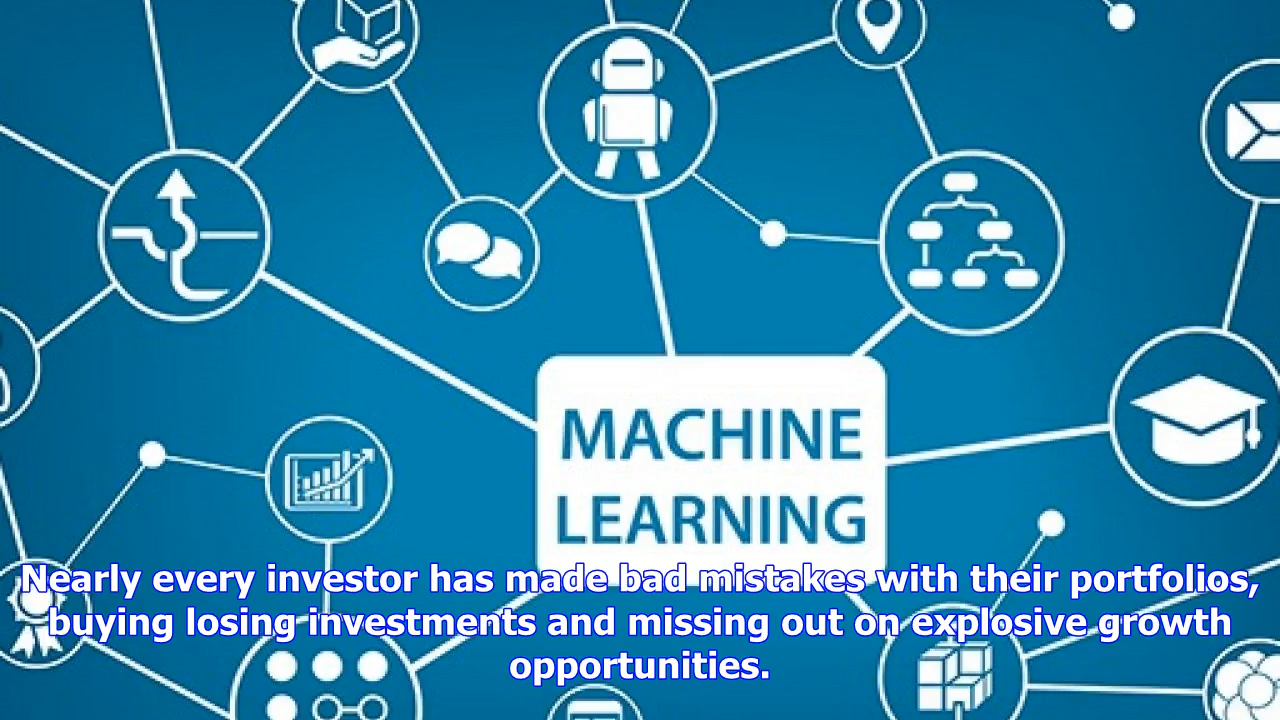 MACHINE
LEARNING
Nearly every investor has made bad mistakes with their portfolios,
buying losing investments and missing out on explosive growth
opportunities.